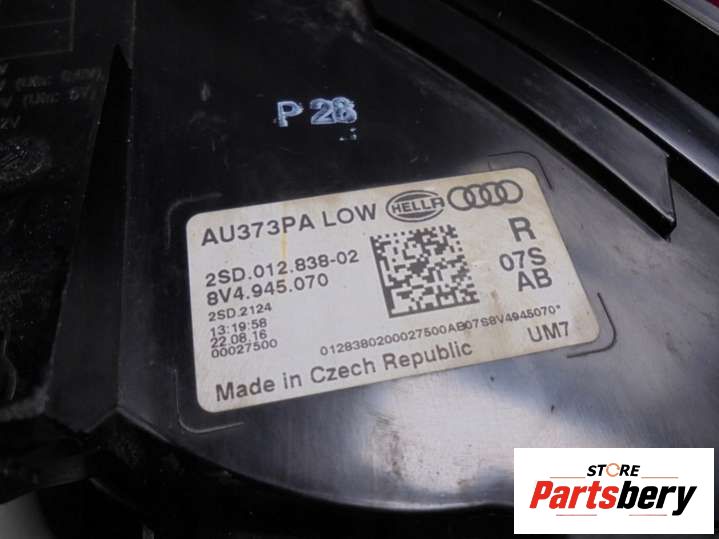 P 28
AU373PA LOW HELLA
R
2SD.012.838-02
07S
8V4.945.070
AB
2SD.2124
13:19:58
22.08.16
00027500
0128380200027500AB07S8V4945070*
UM7
Made in Czech Republic
STORE
Partsbery